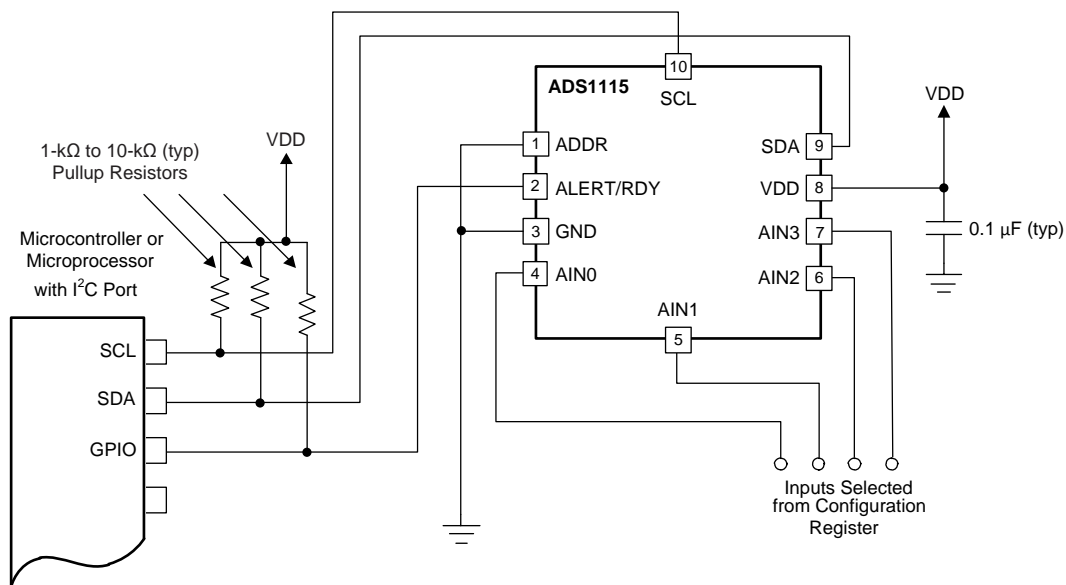 10
ADS1115
SCL
VDD
VDD
1-kΩ to 10-kΩ (typ)
Pullup Resistors
1 ADDR
SDA 9
2 ALERT/RDY
VDD 8
Microcontroller or
Microprocessor
with I²C Port
3 GND
AIN3 7
0.1 µF (typ)
4 AIN0
AIN2 6
AIN1
5
SCL
SDA
GPIO
Inputs Selected
from Configuration
Register